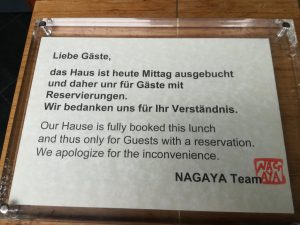 Liebe Gäste,
das Haus ist heute Mittag ausgebucht
und daher unr für Gäste mit
Reservierungen.
Wir bedanken uns für Ihr Verständnis.
Our Hause is fully booked this lunch
and thus only for Guests with a reservation.
We apologize for the inconvenience.
NAGAYA Team
NAG
AYA